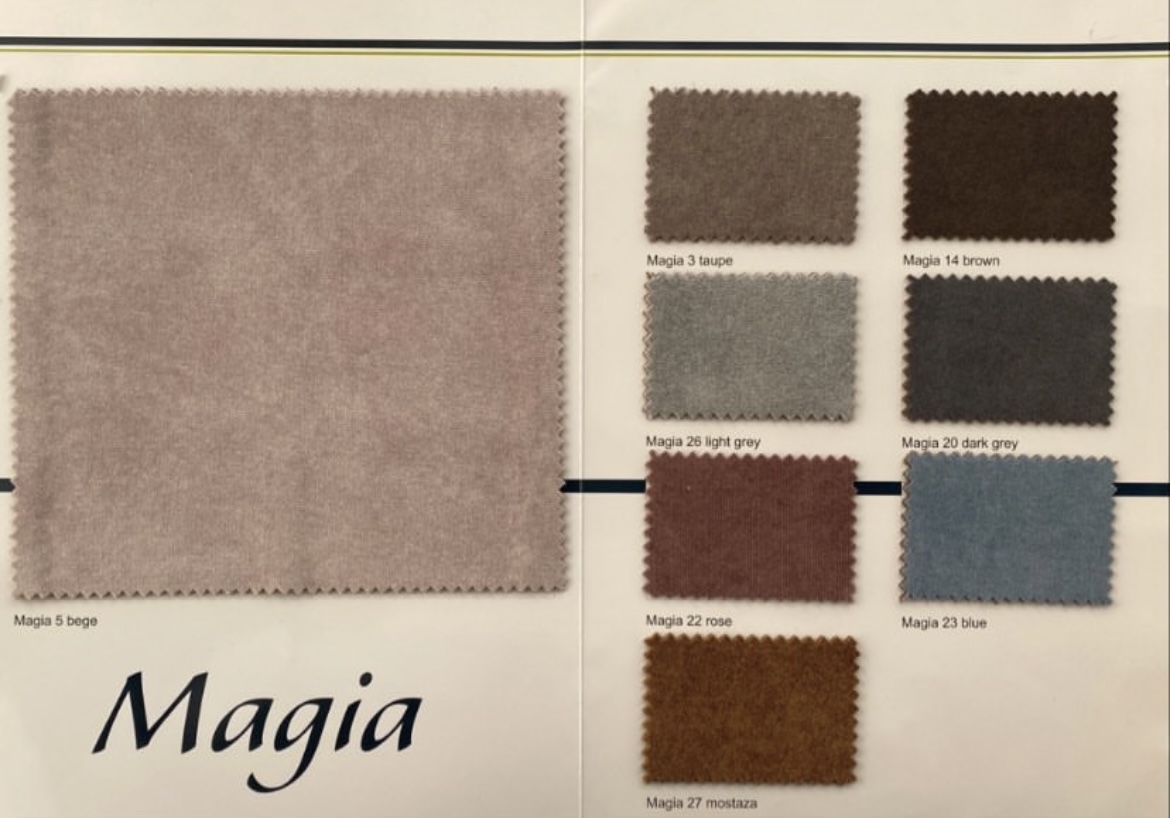 Magia 5 bege
Magia
Magia 3 taupe
Magia 14 brown
Magia 26 light grey
Magia 20 dark grey
Magia 22 rose
Magia 23 blue
Magia 27 mostaza